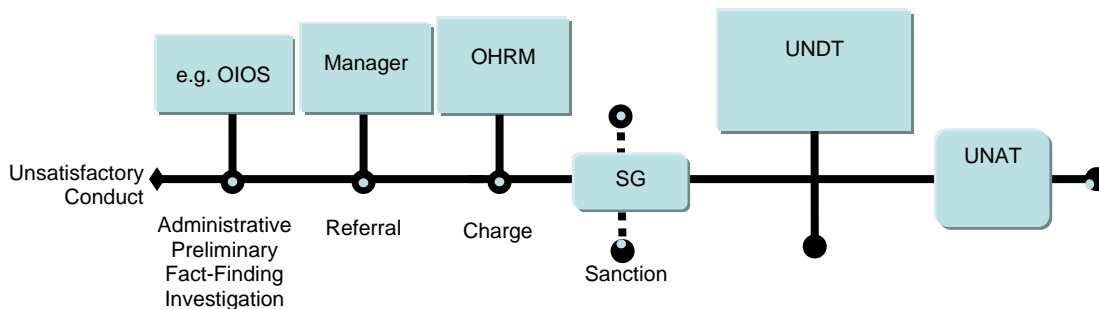 e.g. OIOS
Manager
OHRM
UNDT
UNAT
SG
Unsatisfactory
Conduct
Administrative
Preliminary
Fact-Finding
Investigation
Referral
Charge
Sanction